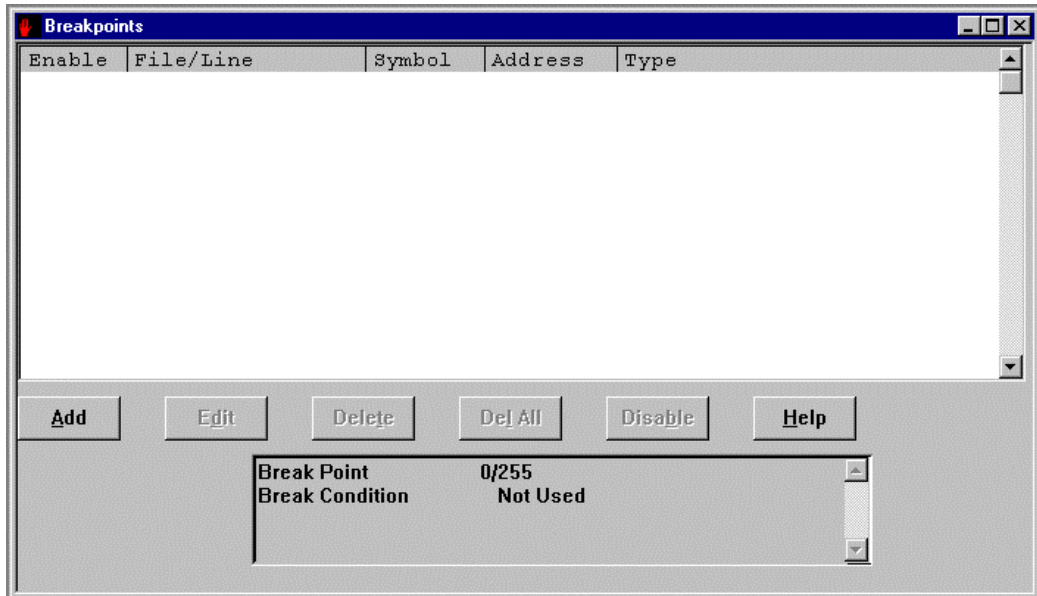 Breakpoints
Enable File/Line Symbol Address Type
Add Edit Delete Del All Disable Help
Break Point 0/255
Break Condition Not Used